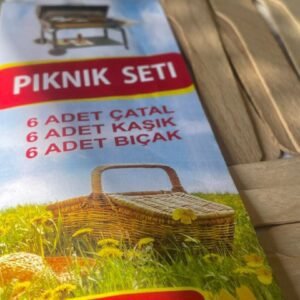 PIKNIK SETI
6 ADET ÇATAL
6 ADET KAŞIK
6 ADET BIÇAK